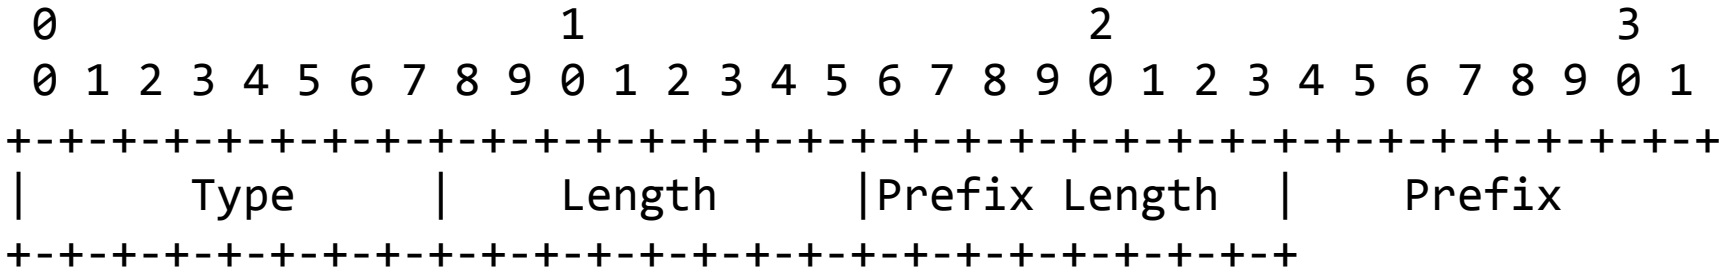 0                   1                   2                   3
 0 1 2 3 4 5 6 7 8 9 0 1 2 3 4 5 6 7 8 9 0 1 2 3 4 5 6 7 8 9 0 1
+-+-+-+-+-+-+-+-+-+-+-+-+-+-+-+-+-+-+-+-+-+-+-+-+-+-+-+-+-+-+-+-+
|      Type     |    Length     |Prefix Length  |    Prefix
+-+-+-+-+-+-+-+-+-+-+-+-+-+-+-+-+-+-+-+-+-+-+-+-+